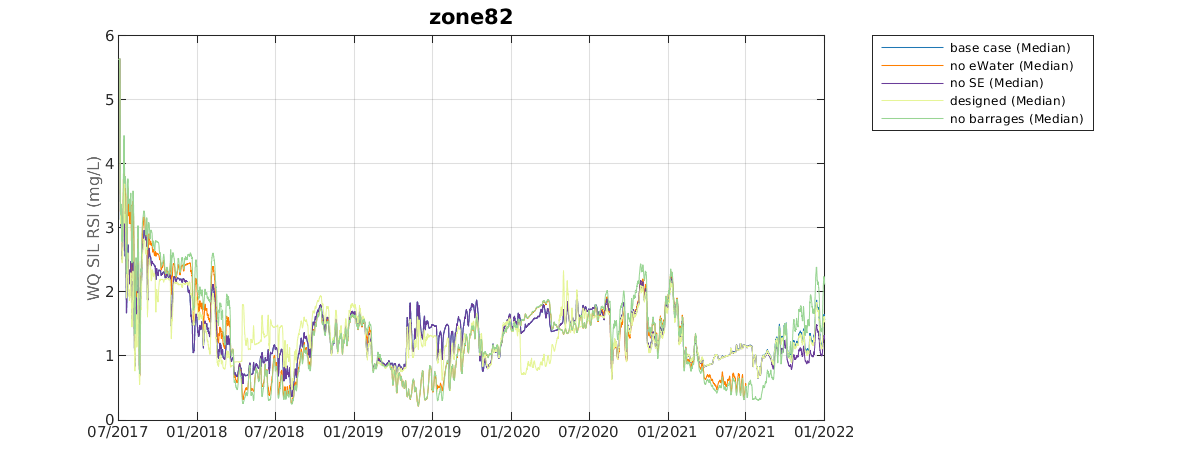 zone82
WQ SIL RSI (mg/L)
6
5
4
3
2
1
0
07/2017 01/2018 07/2018 01/2019 07/2019 01/2020 07/2020 01/2021 07/2021 01/2022
base case (Median)
no eWater (Median)
no SE (Median)
designed (Median)
no barrages (Median)